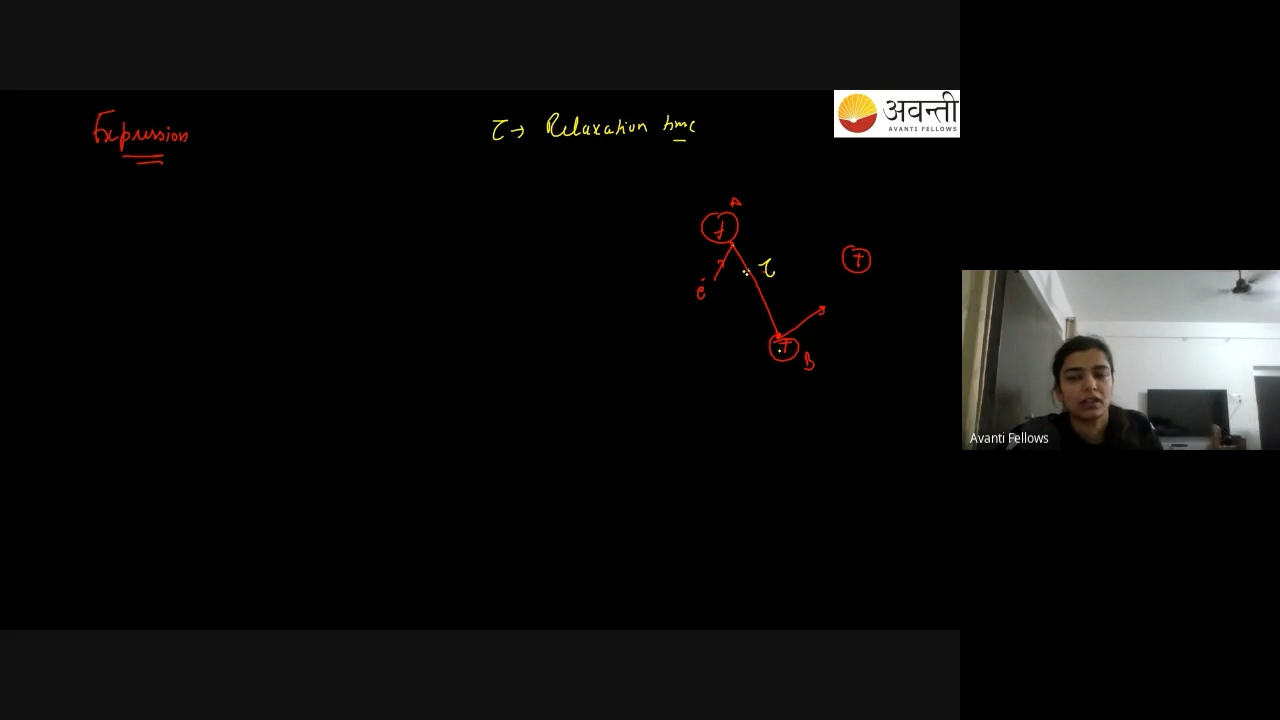 Expression
τ → Relaxation time
अवन्ती
AVANTI FELLOWS
A
+
τ
+
e
+
B
Avanti Fellows